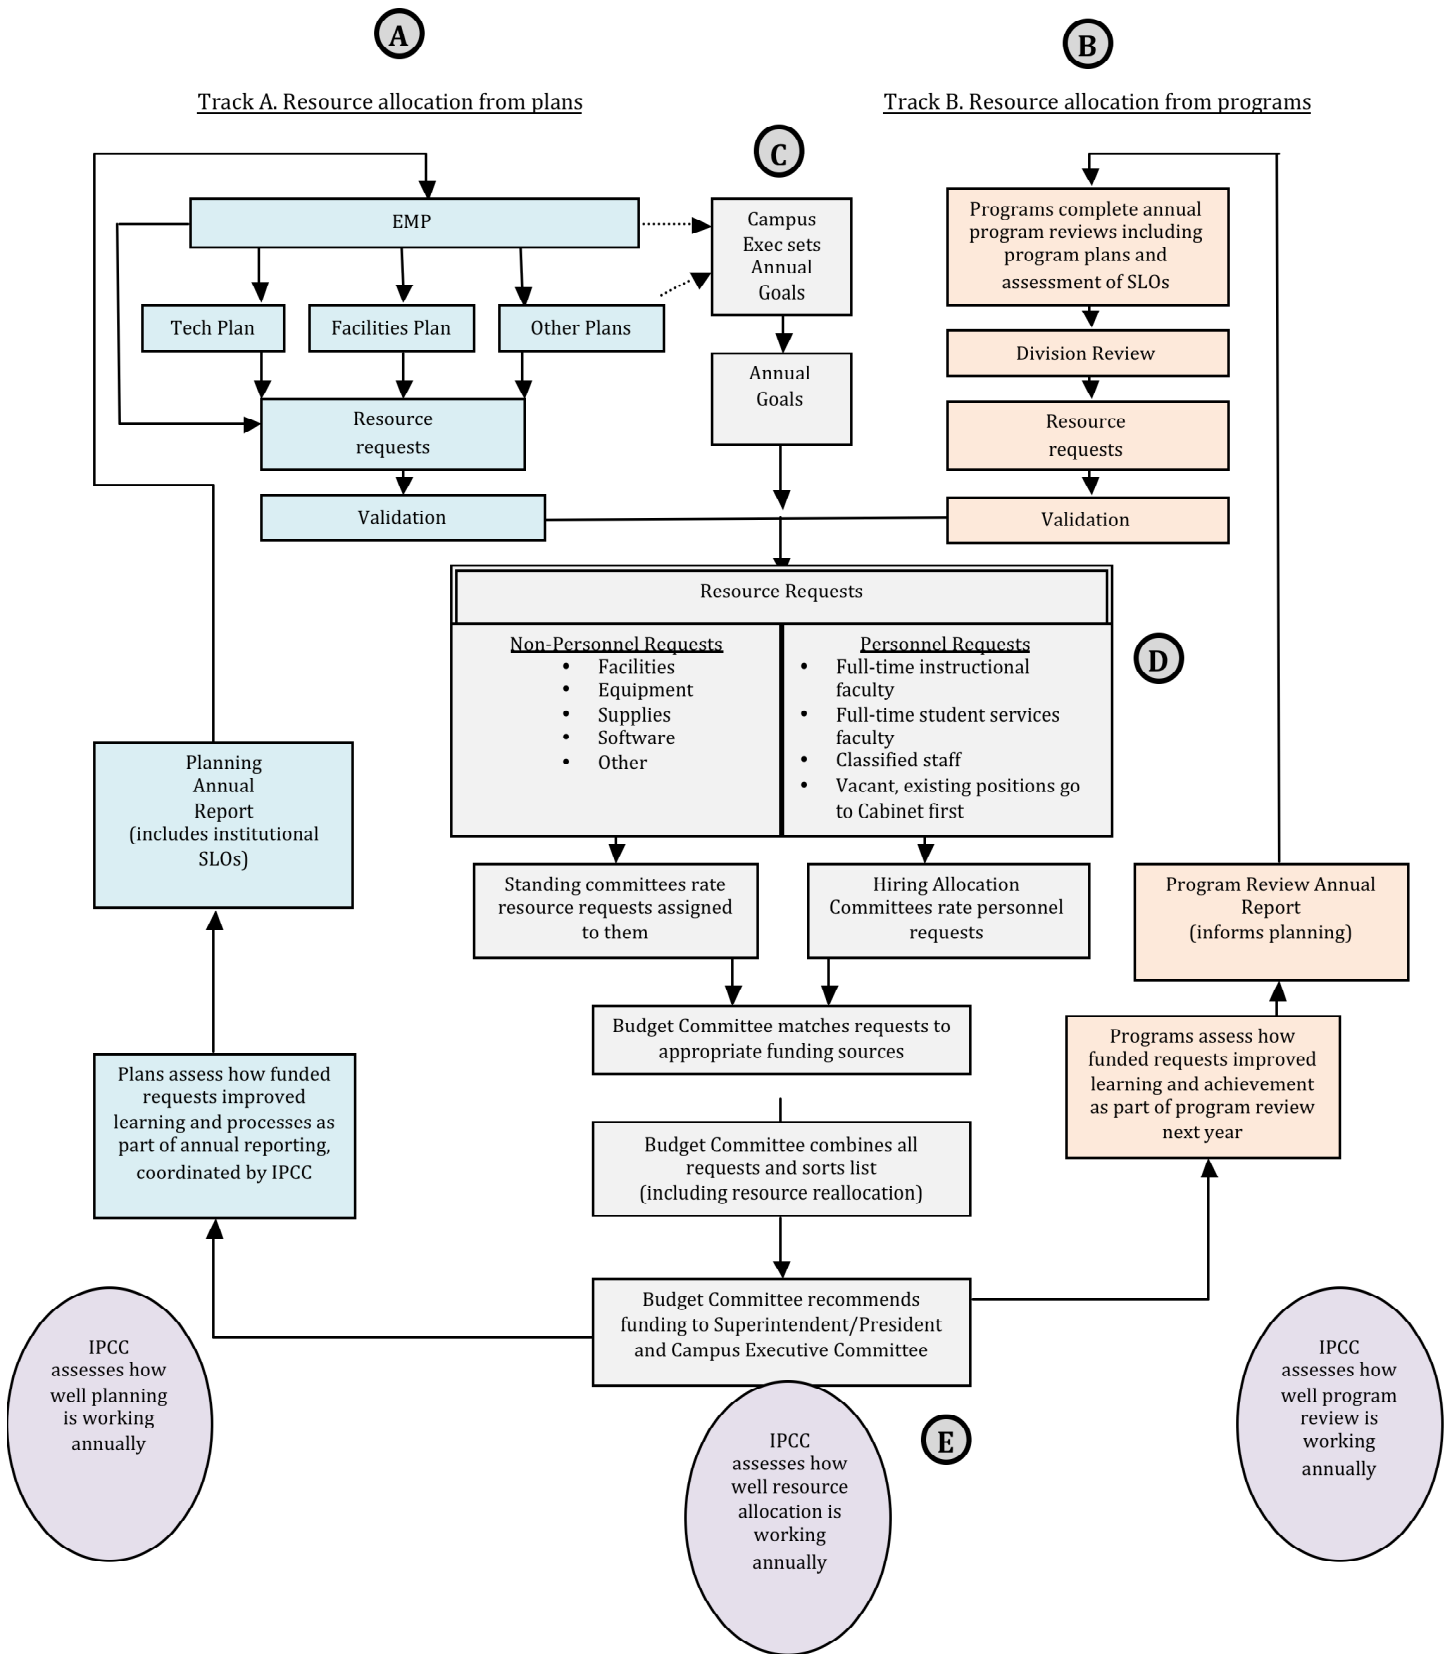 A
B
Track A. Resource allocation from plans
Track B. Resource allocation from programs
C
EMP
Tech Plan
Facilities Plan
Other Plans
Resource
requests
Validation
Campus
Exec sets
Annual
Goals
Annual
Goals
Programs complete annual
program reviews including
program plans and
assessment of SLOs
Division Review
Resource
requests
Validation
Resource Requests
Non-Personnel Requests
• Facilities
• Equipment
• Supplies
• Software
• Other
Personnel Requests
• Full-time instructional
faculty
• Full-time student services
faculty
• Classified staff
• Vacant, existing positions go
to Cabinet first
D
Planning
Annual
Report
(includes institutional
SLOs)
Standing committees rate
resource requests assigned
to them
Hiring Allocation
Committees rate personnel
requests
Program Review Annual
Report
(informs planning)
Budget Committee matches requests to
appropriate funding sources
Plans assess how funded
requests improved
learning and processes as
part of annual reporting,
coordinated by IPCC
Programs assess how
funded requests improved
learning and achievement
as part of program review
next year
Budget Committee combines all
requests and sorts list
(including resource reallocation)
Budget Committee recommends
funding to Superintendent/President
and Campus Executive Committee
IPCC
assesses how
well planning
is working
annually
IPCC
assesses how
well resource
allocation is
working
annually
E
IPCC
assesses how
well program
review is
working
annually